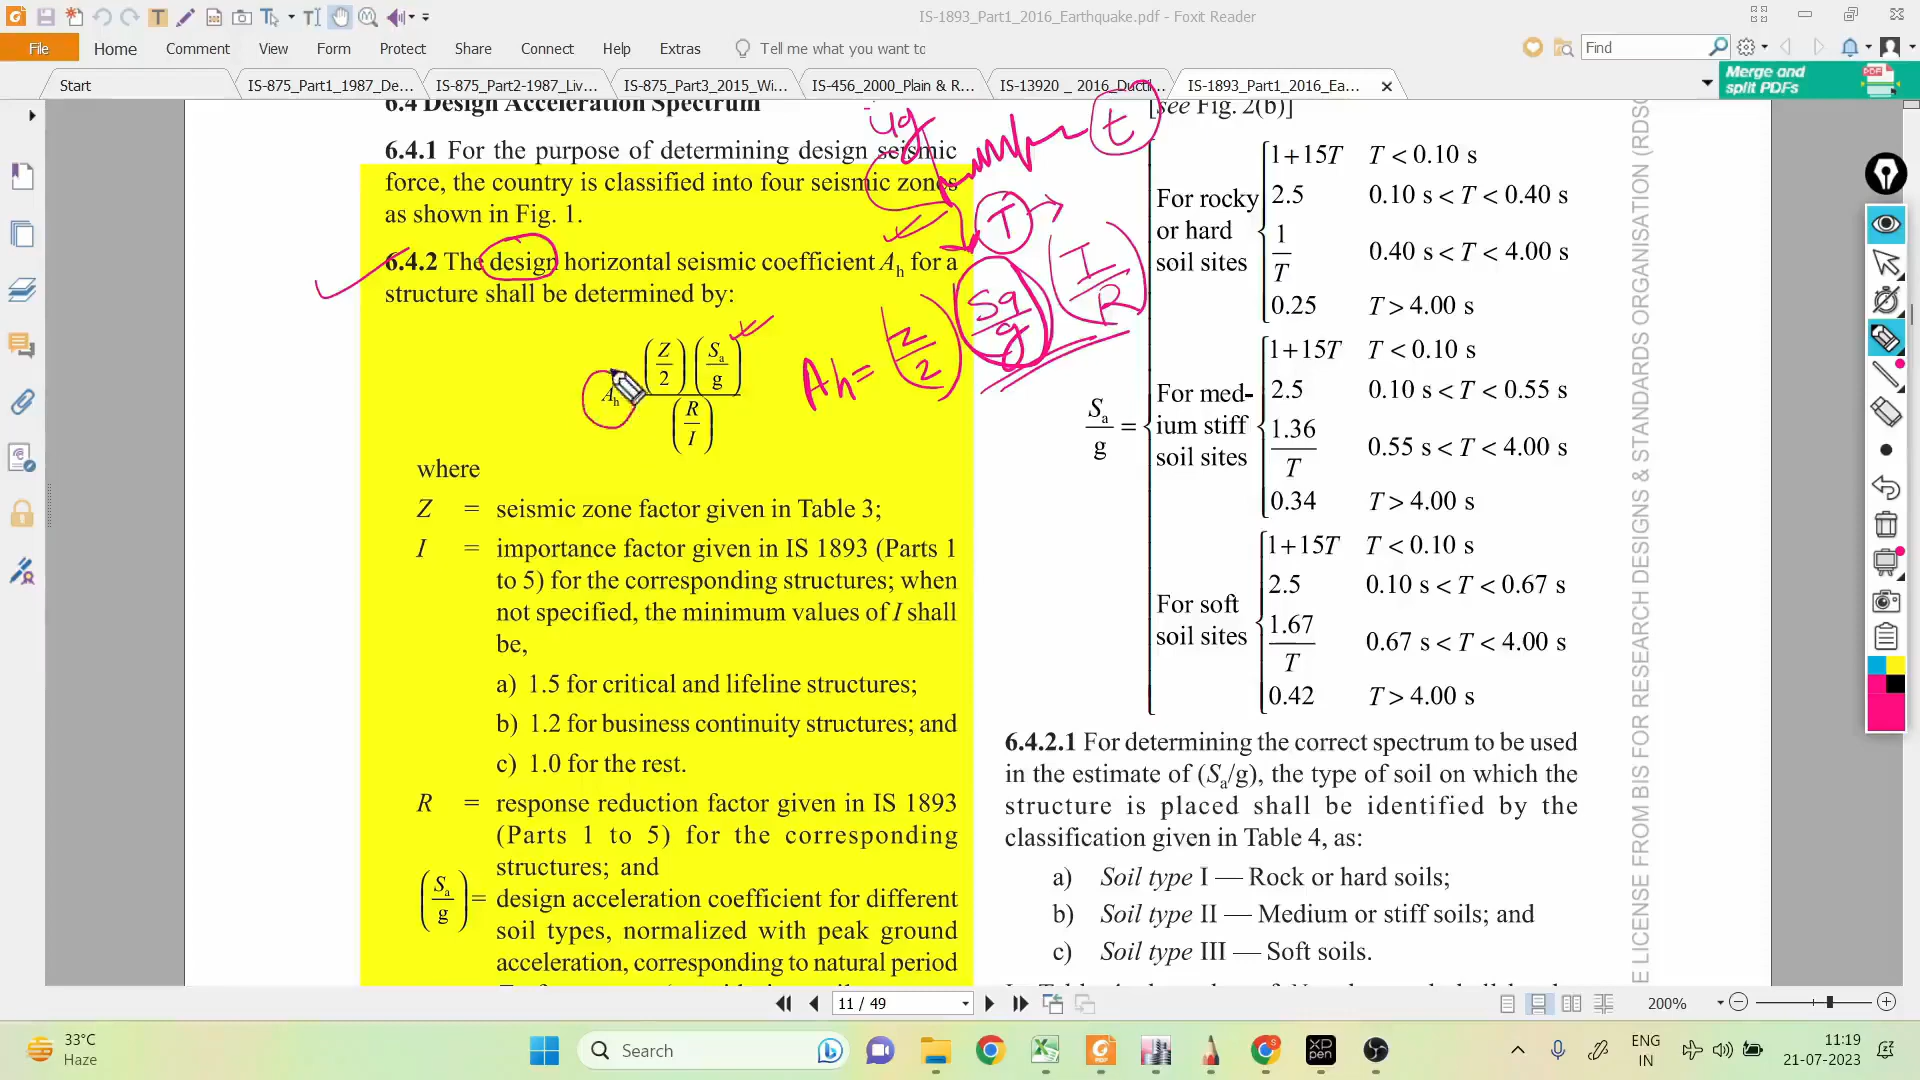 IS-1893_Part1_2016_Earthquake.pdf - Foxit Reader
File Home Comment View Form Protect Share Connect Help Extras Tell me what you want to
Find
Start IS-875_Part1_1987_De... IS-875_Part2-1987_Liv... IS-875_Part3_2015_Wi... IS-456_2000_Plain & R... IS-13920 _ 2016_Ducti... IS-1893_Part1_2016_Ea...
Merge and
split PDFs
6.4 Design Acceleration Spectrum
6.4.1 For the purpose of determining design seismic
force, the country is classified into four seismic zones
as shown in Fig. 1.
6.4.2 The design horizontal seismic coefficient Ah for a
structure shall be determined by:
Ah (Z/2) (Sa/g)
(R/I)
where
Z = seismic zone factor given in Table 3;
I = importance factor given in IS 1893 (Parts 1
to 5) for the corresponding structures; when
not specified, the minimum values of I shall
be,
a) 1.5 for critical and lifeline structures;
b) 1.2 for business continuity structures; and
c) 1.0 for the rest.
R = response reduction factor given in IS 1893
(Parts 1 to 5) for the corresponding
structures; and
(Sa/g) = design acceleration coefficient for different
soil types, normalized with peak ground
acceleration, corresponding to natural period
üg
t
T
Ah = (Z/2) (Sa/g) (I/R)
[see Fig. 2(b)]
Sa/g =
For rocky
or hard
soil sites
1+15T T < 0.10 s
2.5 0.10 s < T < 0.40 s
1/T 0.40 s < T < 4.00 s
0.25 T > 4.00 s
For med-
ium stiff
soil sites
1+15T T < 0.10 s
2.5 0.10 s < T < 0.55 s
1.36/T 0.55 s < T < 4.00 s
0.34 T > 4.00 s
For soft
soil sites
1+15T T < 0.10 s
2.5 0.10 s < T < 0.67 s
1.67/T 0.67 s < T < 4.00 s
0.42 T > 4.00 s
6.4.2.1 For determining the correct spectrum to be used
in the estimate of (Sa/g), the type of soil on which the
structure is placed shall be identified by the
classification given in Table 4, as:
a) Soil type I — Rock or hard soils;
b) Soil type II — Medium or stiff soils; and
c) Soil type III — Soft soils.
E LICENSE FROM BIS FOR RESEARCH DESIGNS & STANDARDS ORGANISATION (RDSO
11 / 49
200%
33°C
Haze
Search
XD
pen
ENG
IN
11:19
21-07-2023